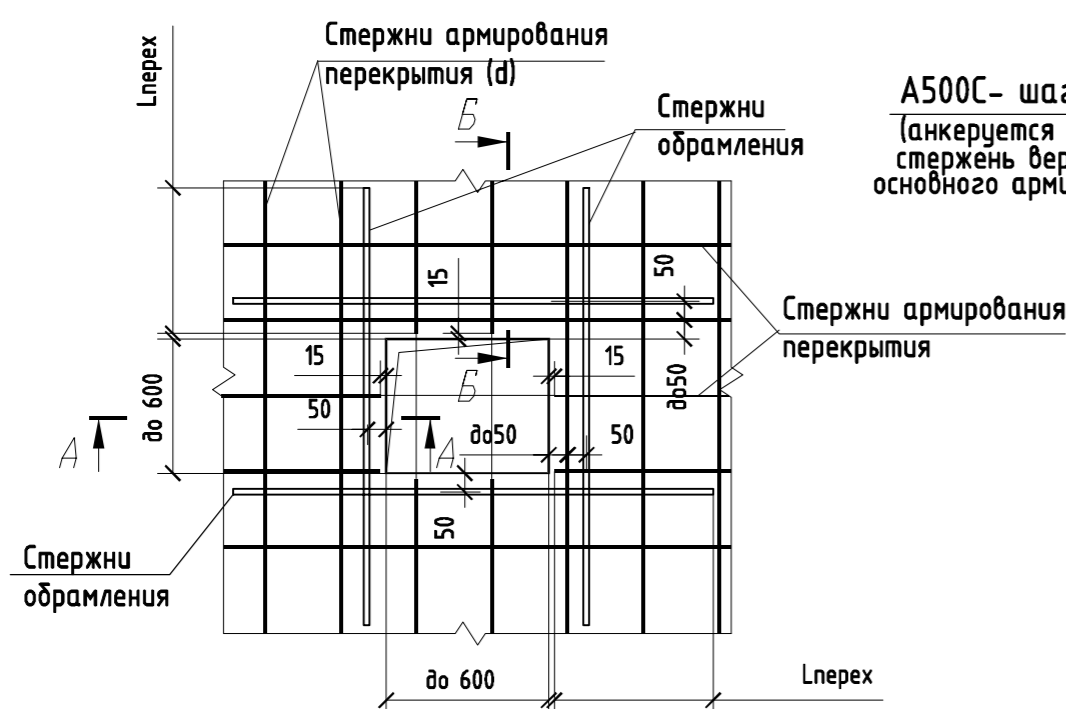 Стержни армирования
перекрытия (d)
Lперех
Б
Стержни
обрамления
А500С- шаг
(анкеруется
стержень вер
основного арми
50
15
Стержни армирования
перекрытия
15
15
Б
до50
до 600
50
А
А
до50
50
50
Стержни
обрамления
до 600
Lперех